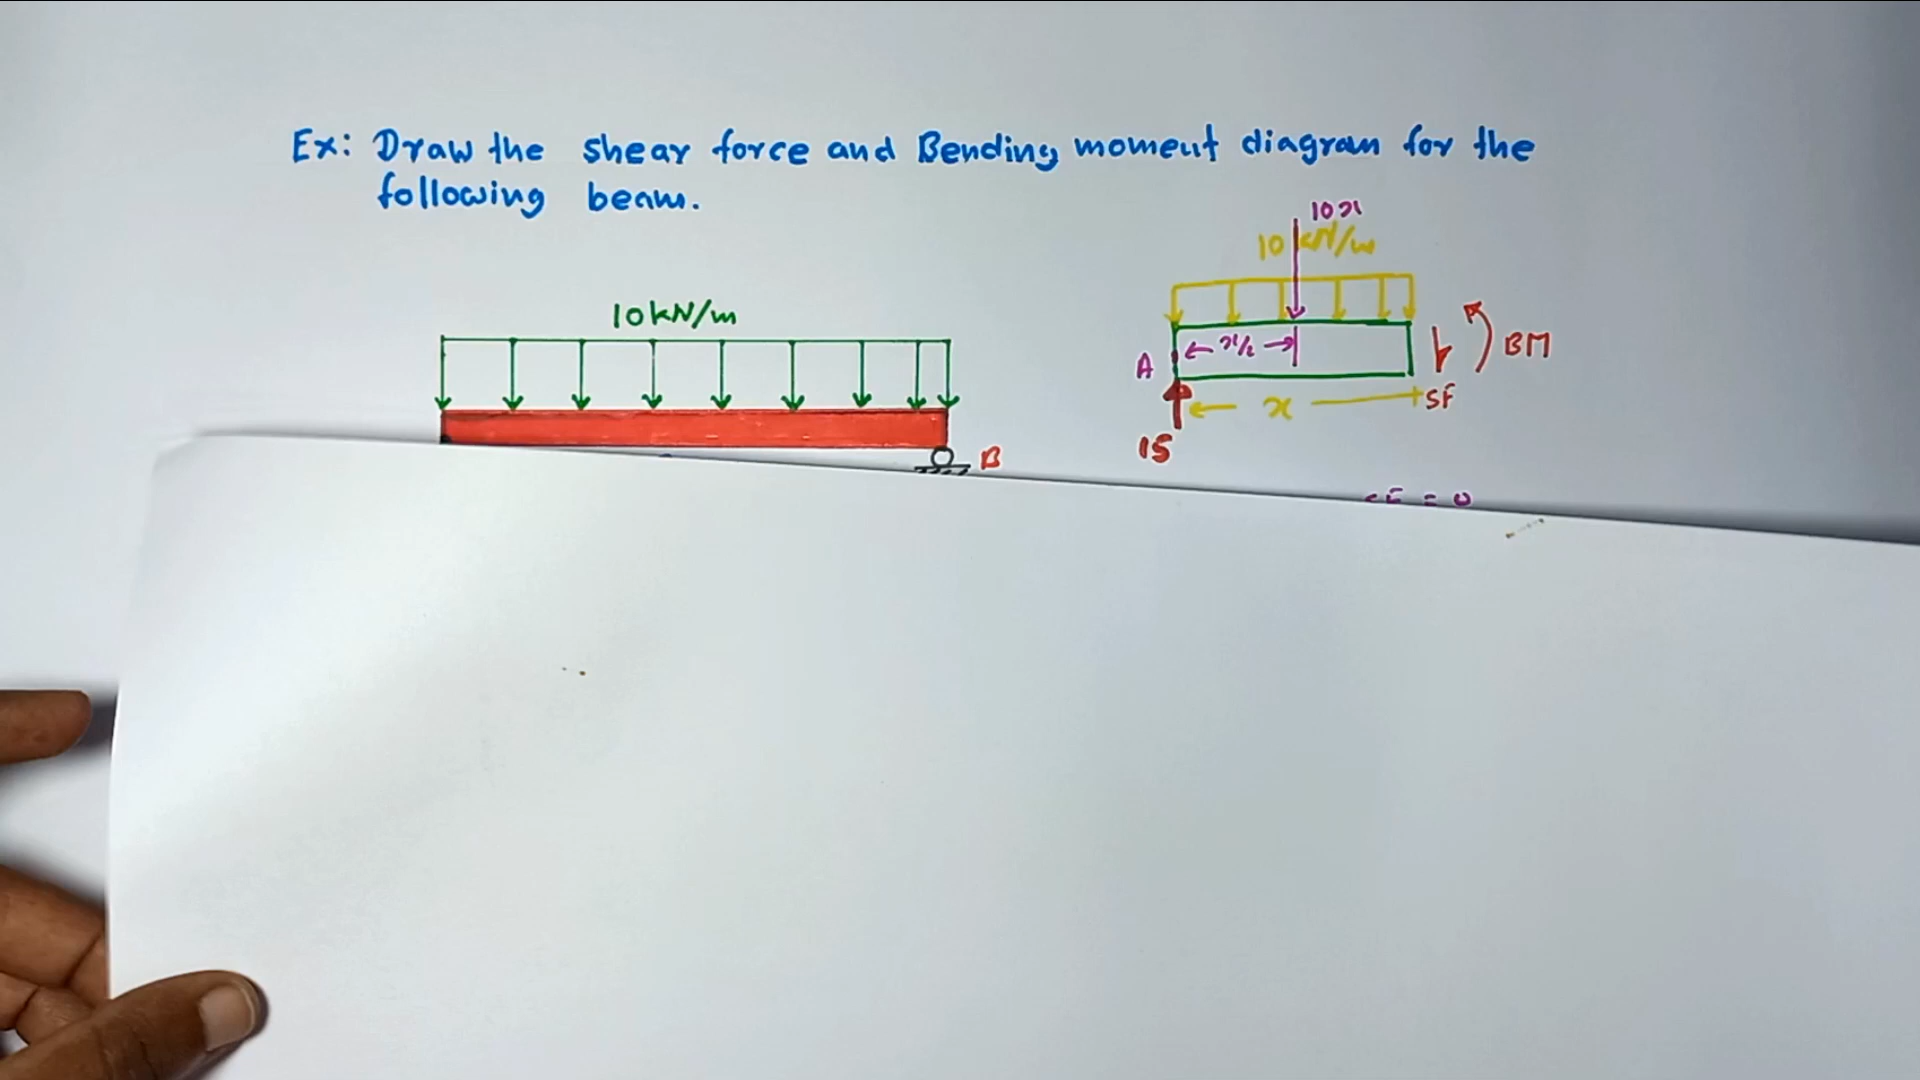 Ex: Draw the shear force and Bending moment diagram for the
following beam.
10 kN/m
B
10x
10 kN/m
x/2
A
BM
x
SF
15
= 0